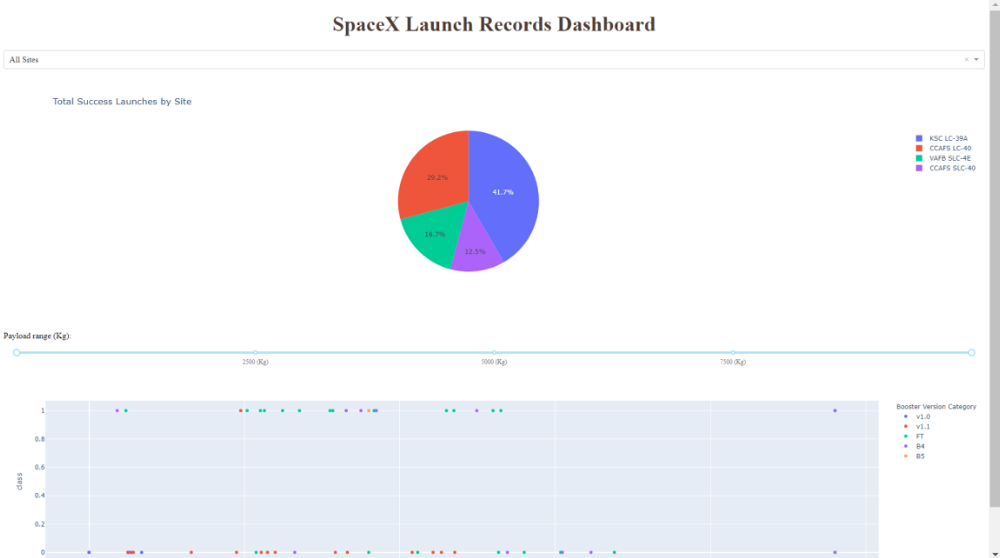 SpaceX Launch Records Dashboard
All Sites
Total Success Launches by Site
KSC LC-39A
CCAFS LC-40
VAFB SLC-4E
CCAFS SLC-40
29.2%
41.7%
16.7%
12.5%
Payload range (Kg):
2500 (Kg)
5000 (Kg)
7500 (Kg)
Booster Version Category
v1.0
v1.1
FT
B4
B5
class
1
0.8
0.6
0.4
0.2
0